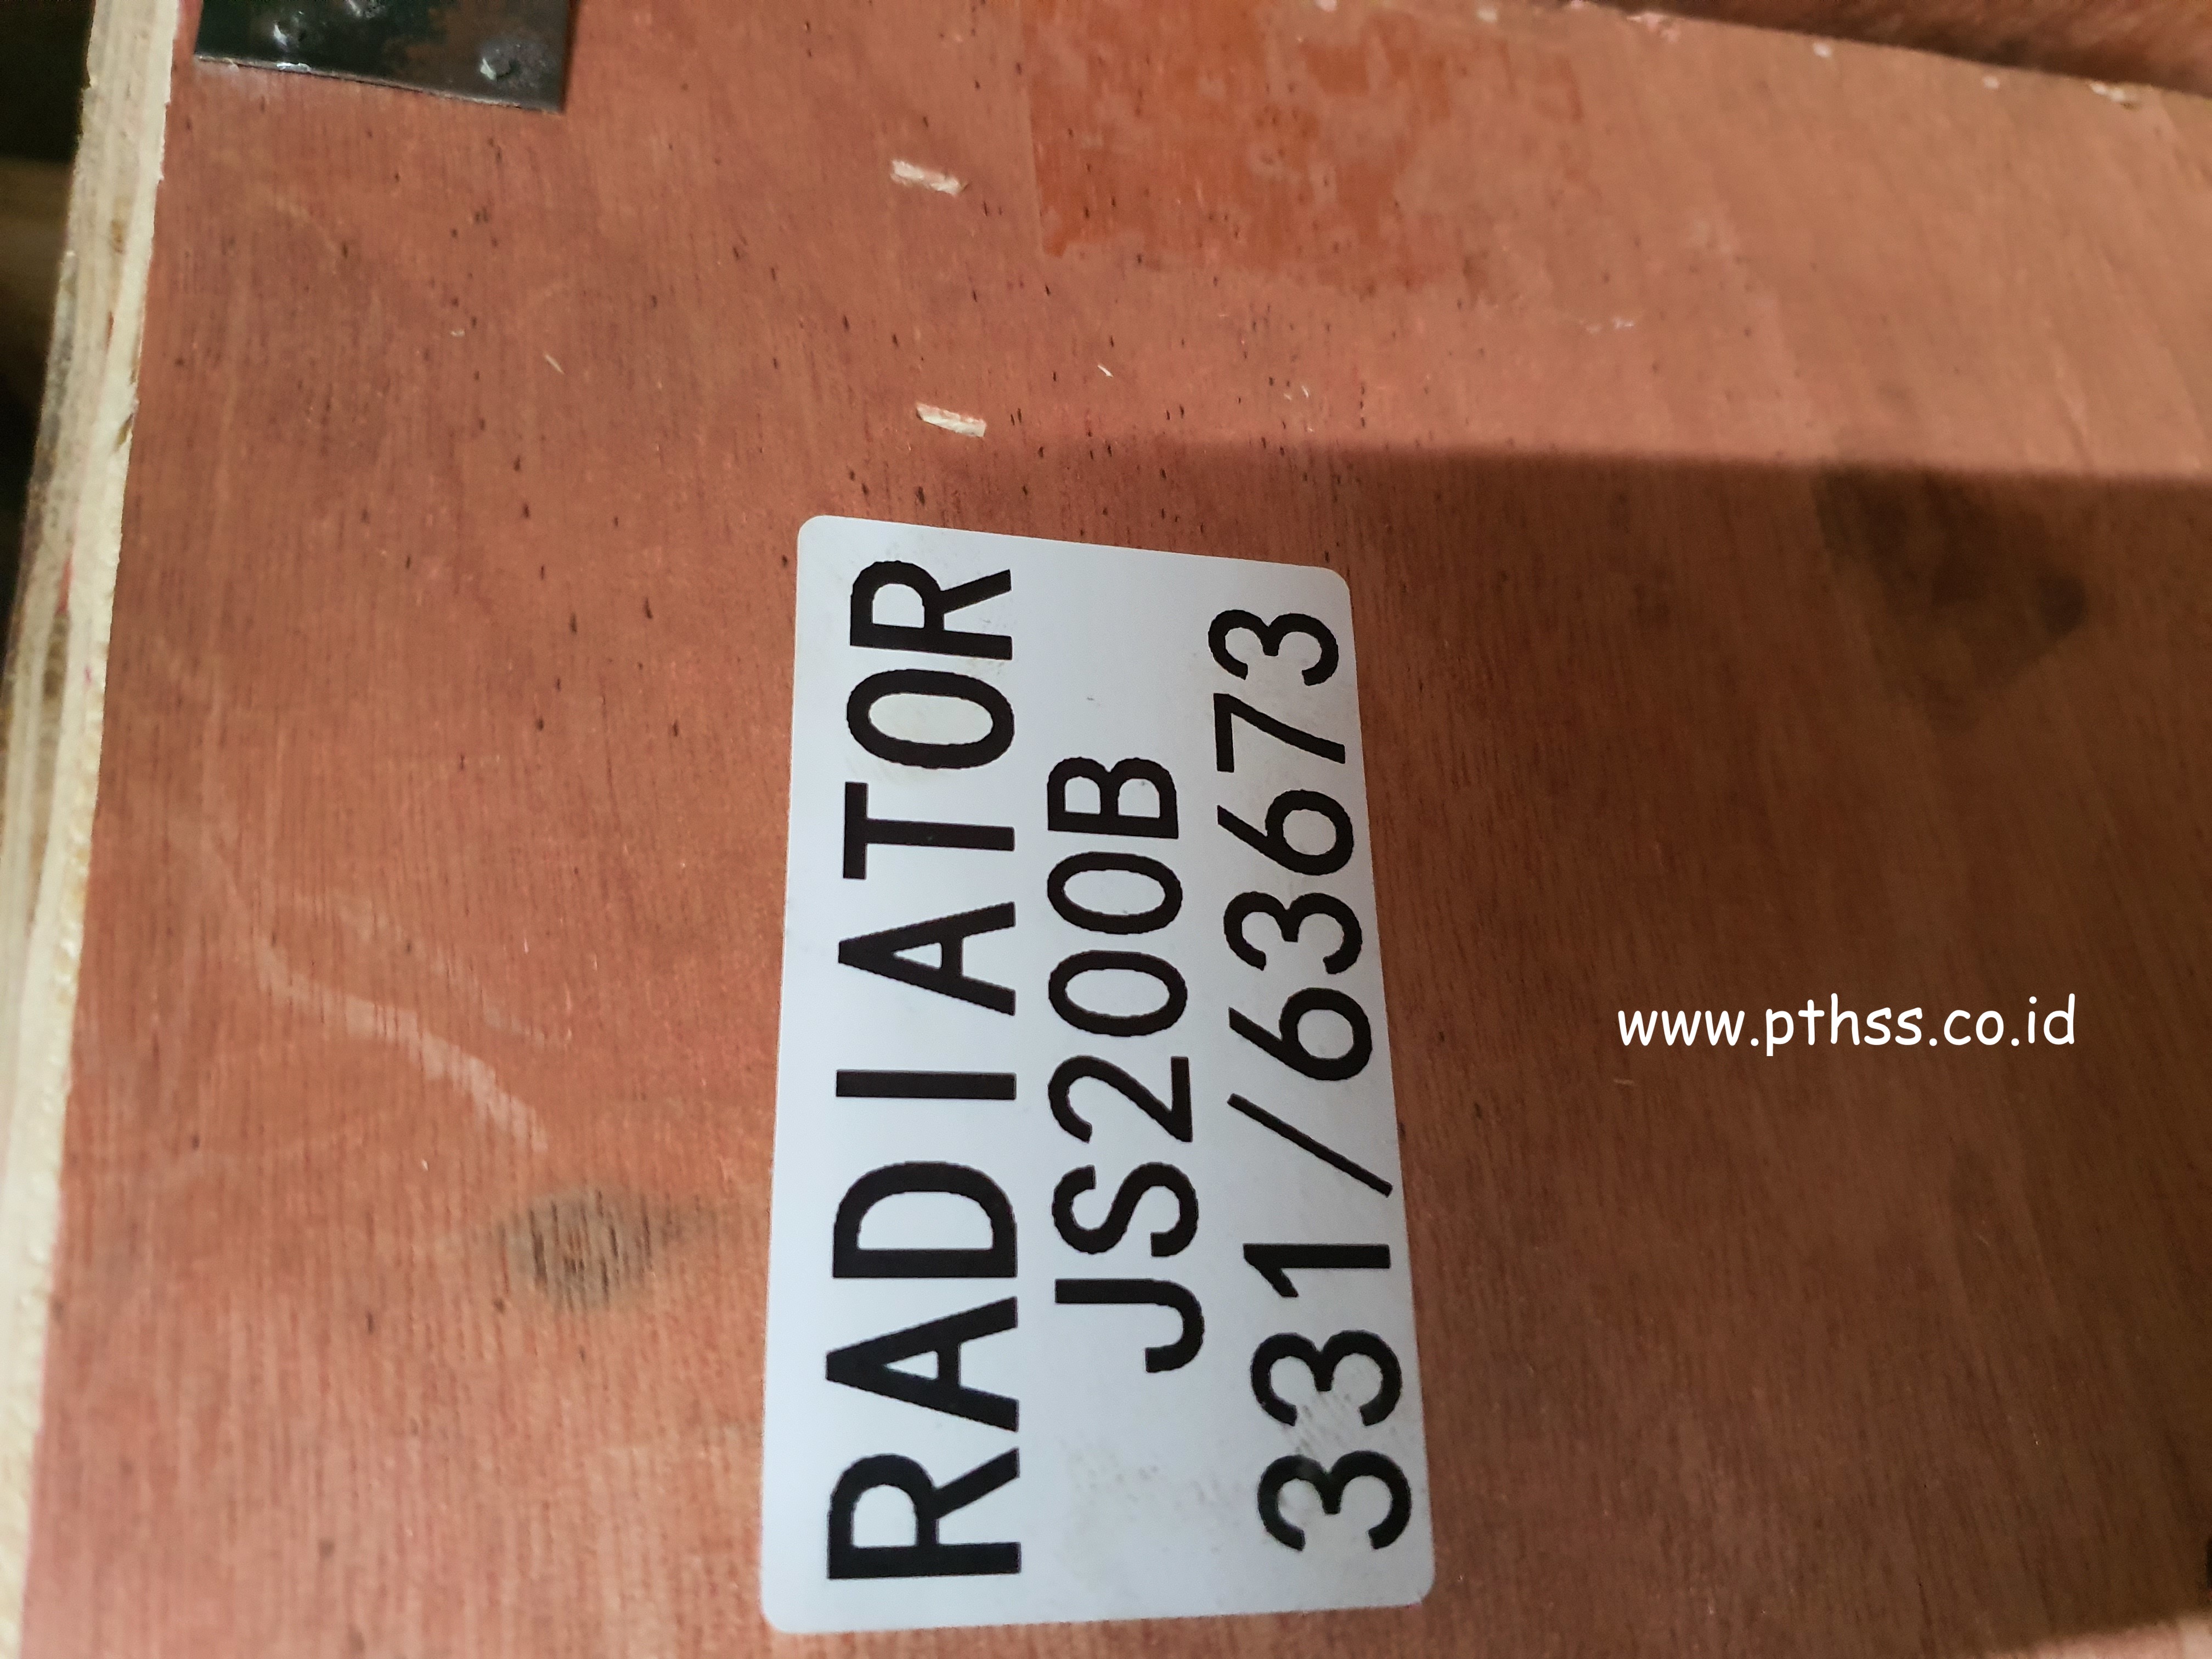 RADIATOR
JS200B
331/63673
www.pthss.co.id